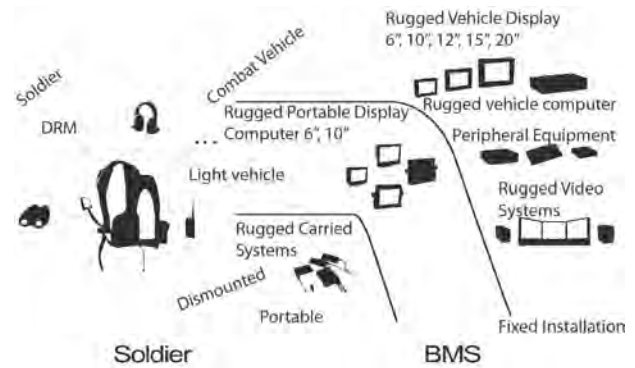 Soldier
DRM
Combat Vehicle
Rugged Vehicle Display
6", 10", 12", 15", 20"
Rugged vehicle computer
Rugged Portable Display
Computer 6", 10"
...
Peripheral Equipment
Light vehicle
Rugged Video
Systems
Rugged Carried
Systems
Dismounted
Portable
Fixed Installation
Soldier
BMS